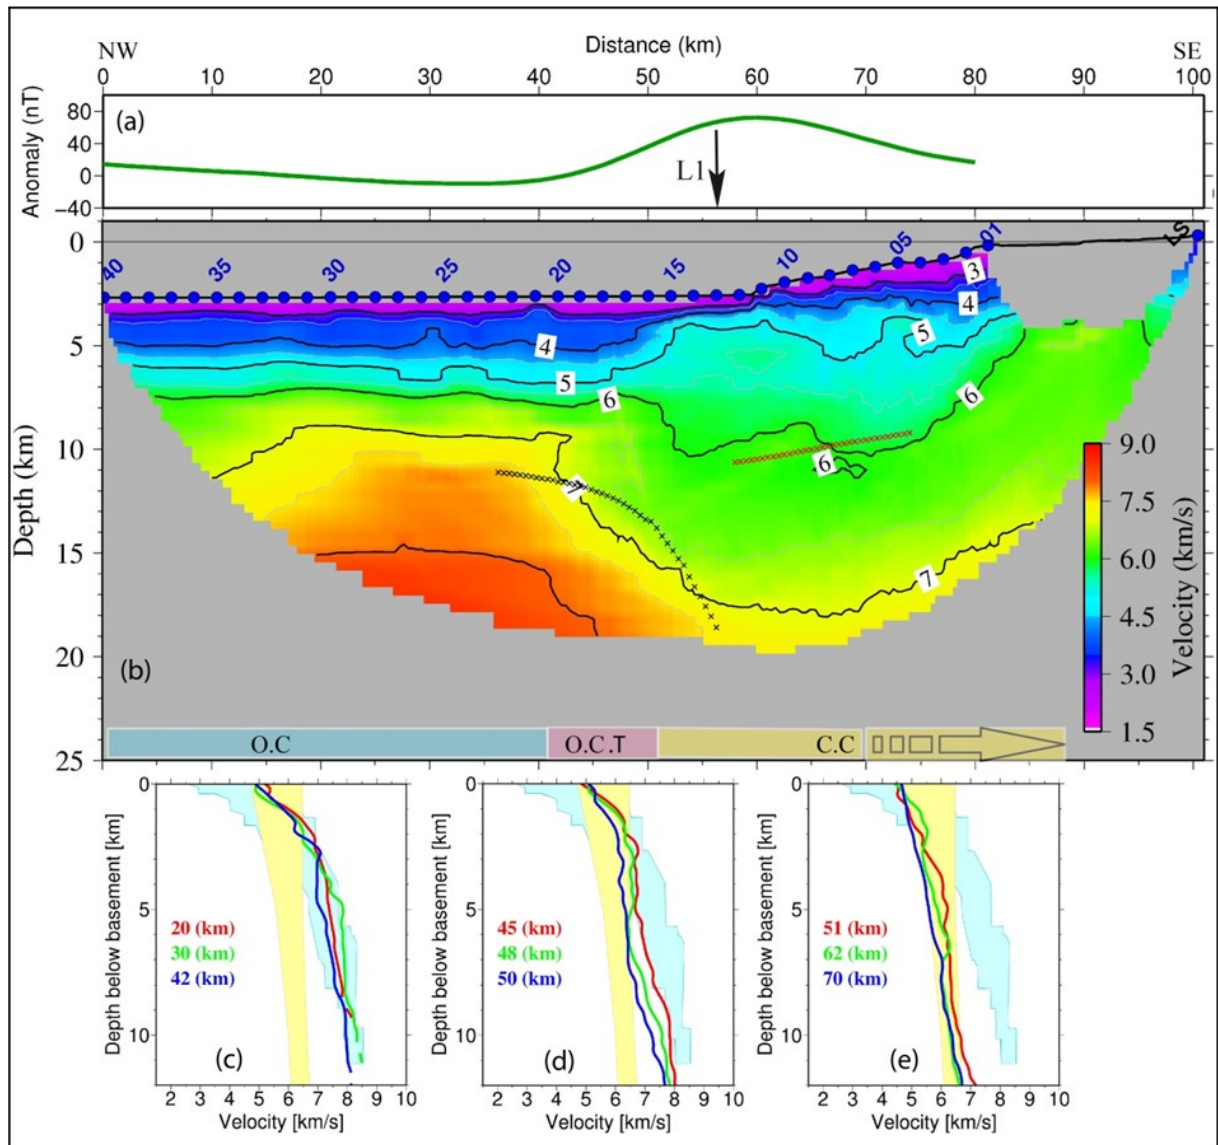 Distance (km)
NW SE
0 10 20 30 40 50 60 70 80 90 100
Anomaly (nT)
80
40
0
−40
(a)
L1
40 35 30 25 20 15 10 05 01 LS
Depth (km)
0
5
10
15
20
25
3
4
4
5
5
6
6
6
7
7
(b)
9.0
7.5
6.0
4.5
3.0
1.5
Velocity (km/s)
O.C O.C.T C.C
Depth below basement [km]
0
5
10
20 (km)
30 (km)
42 (km)
(c)
2 3 4 5 6 7 8 9 10
Velocity [km/s]
Depth below basement [km]
0
5
10
45 (km)
48 (km)
50 (km)
(d)
2 3 4 5 6 7 8 9 10
Velocity [km/s]
Depth below basement [km]
0
5
10
51 (km)
62 (km)
70 (km)
(e)
2 3 4 5 6 7 8 9 10
Velocity [km/s]